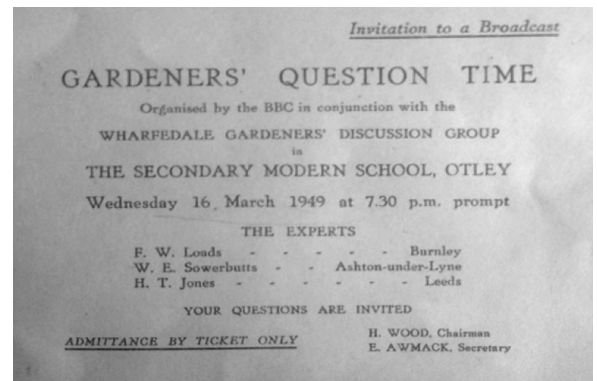 Invitation to a Broadcast
GARDENERS' QUESTION TIME
Organised by the BBC in conjunction with the
WHARFEDALE GARDENERS' DISCUSSION GROUP
in
THE SECONDARY MODERN SCHOOL, OTLEY
Wednesday 16, March 1949 at 7.30 p.m. prompt
THE EXPERTS
F. W. Loads - - - - - Burnley
W. E. Sowerbutts - - Ashton-under-Lyne
H. T. Jones - - - - - - Leeds
YOUR QUESTIONS ARE INVITED
ADMITTANCE BY TICKET ONLY
H. WOOD, Chairman
E. AWMACK, Secretary